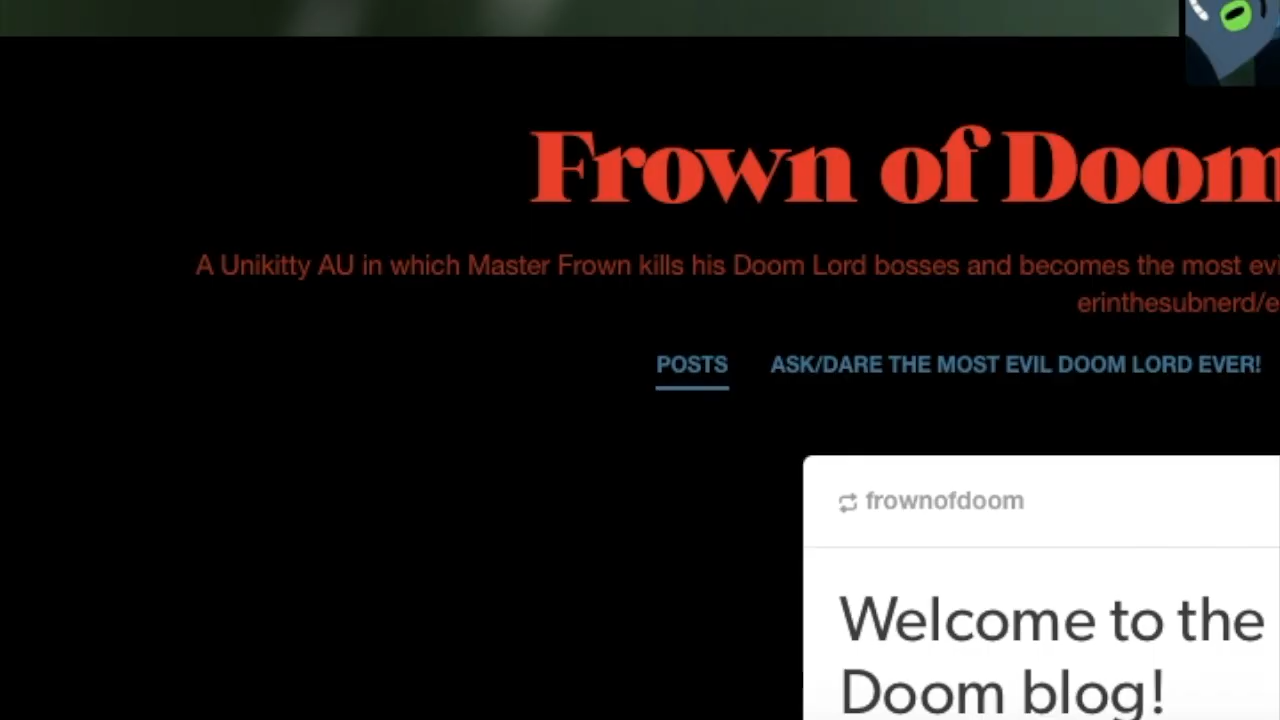 Frown of Doom
A Unikitty AU in which Master Frown kills his Doom Lord bosses and becomes the most evi
erinthesubnerd/e
POSTS ASK/DARE THE MOST EVIL DOOM LORD EVER!
frownofdoom
Welcome to the
Doom blog!